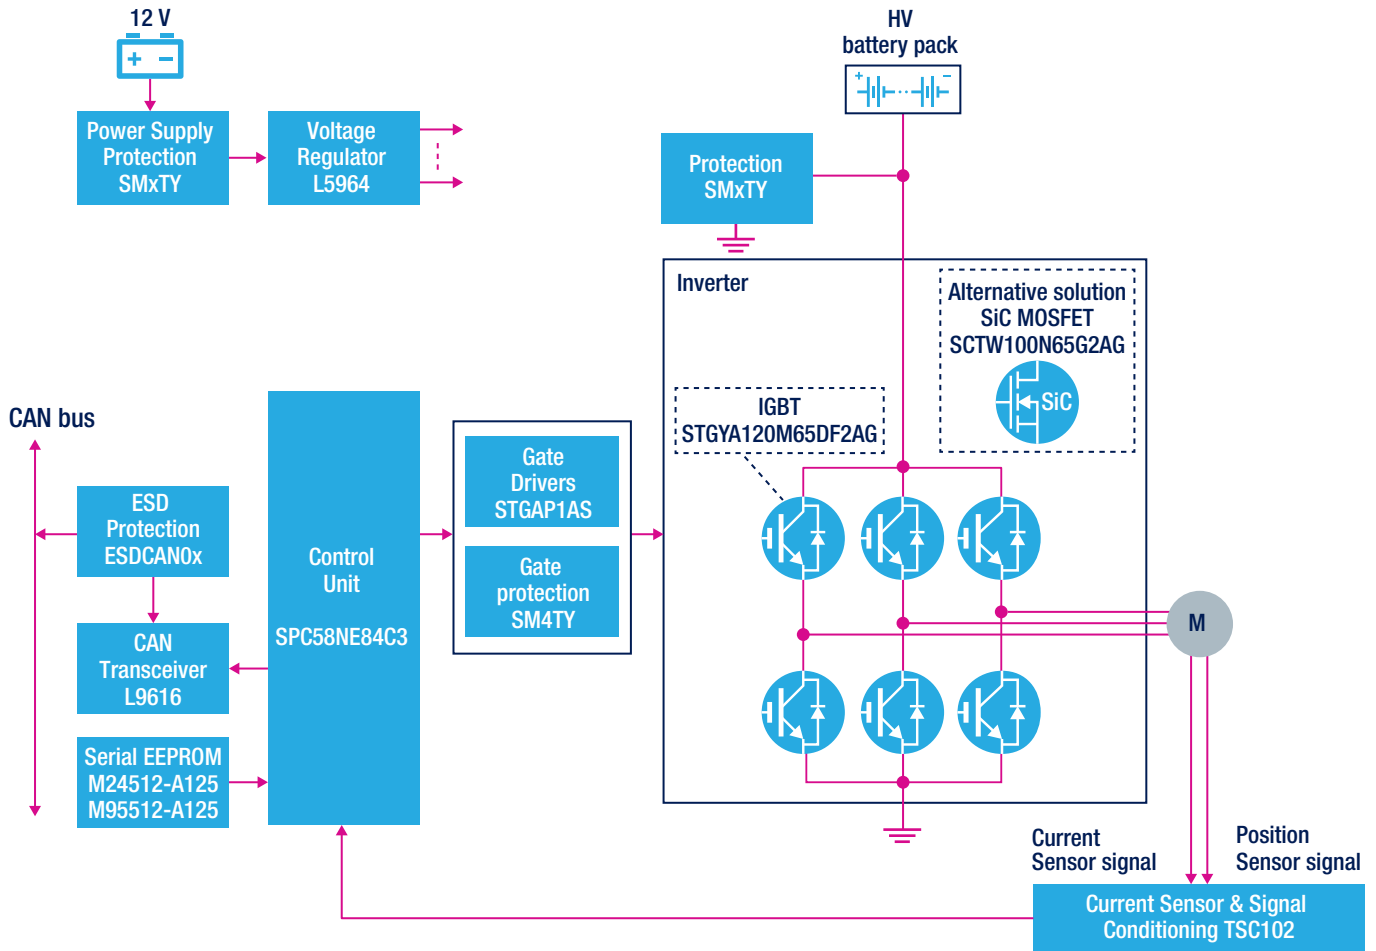 12 V
+ −
Power Supply
Protection
SMxTY
Voltage
Regulator
L5964
HV
battery pack
+ −
Protection
SMxTY
Inverter
Alternative solution
SiC MOSFET
SCTW100N65G2AG
SiC
IGBT
STGYA120M65DF2AG
CAN bus
ESD
Protection
ESDCAN0x
CAN
Transceiver
L9616
Serial EEPROM
M24512-A125
M95512-A125
Control
Unit
SPC58NE84C3
Gate
Drivers
STGAP1AS
Gate
protection
SM4TY
M
Current
Sensor signal
Position
Sensor signal
Current Sensor & Signal
Conditioning TSC102